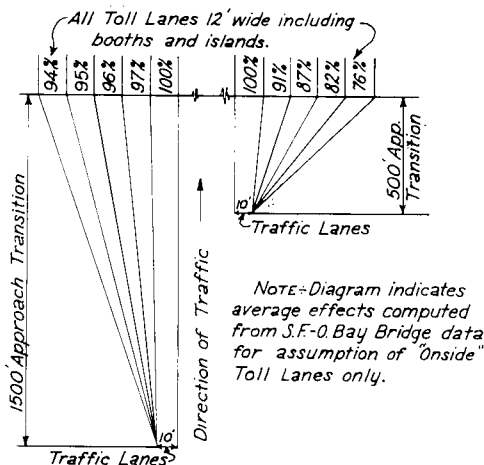 All Toll Lanes 12' wide including
booths and islands.
94%
95%
96%
97%
100%
100%
91%
87%
82%
76%
1500' Approach Transition
Direction of Traffic
500' App.
Transition
10'
Traffic Lanes
NOTE÷Diagram indicates
average effects computed
from S.F.-O. Bay Bridge data
for assumption of "Onside"
Toll Lanes only.
10'
Traffic Lanes